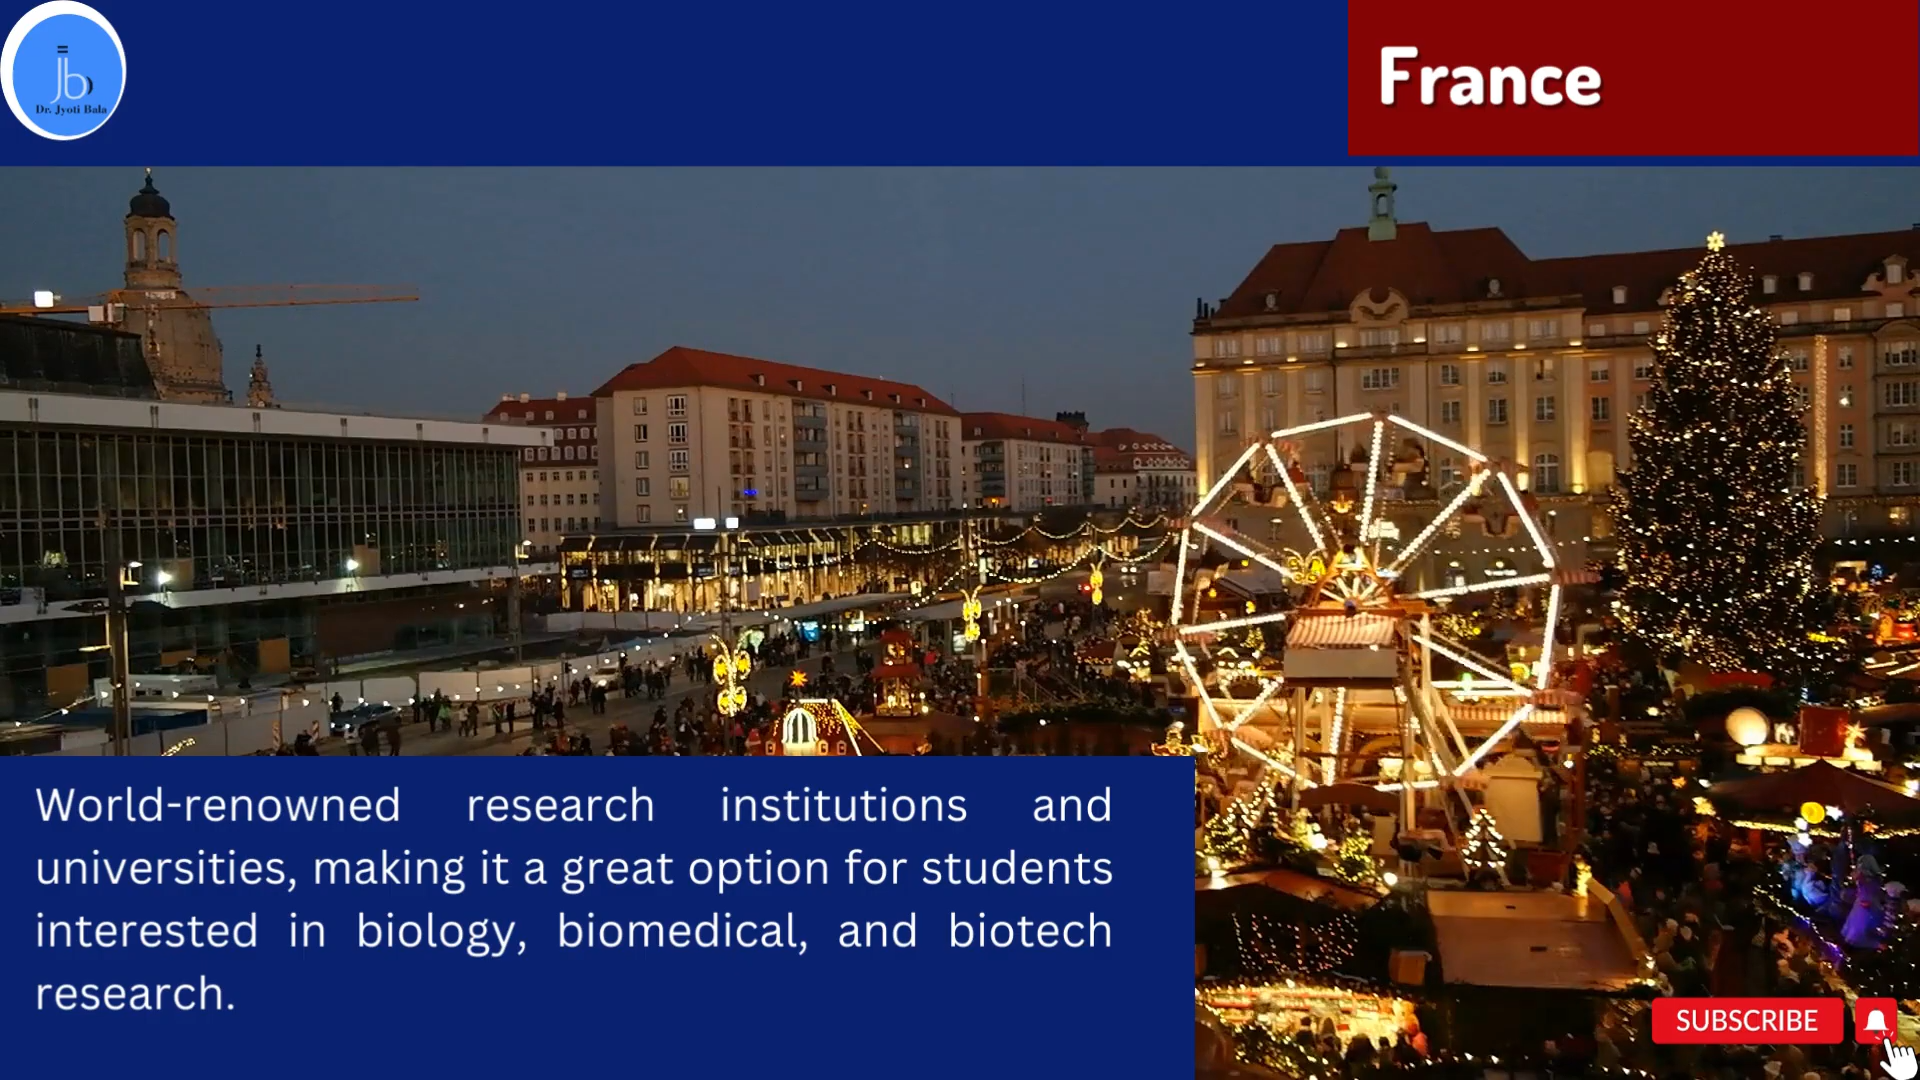 jb
Dr. Jyoti Bala
France
World-renowned research institutions and
universities, making it a great option for students
interested in biology, biomedical, and biotech
research.
SUBSCRIBE